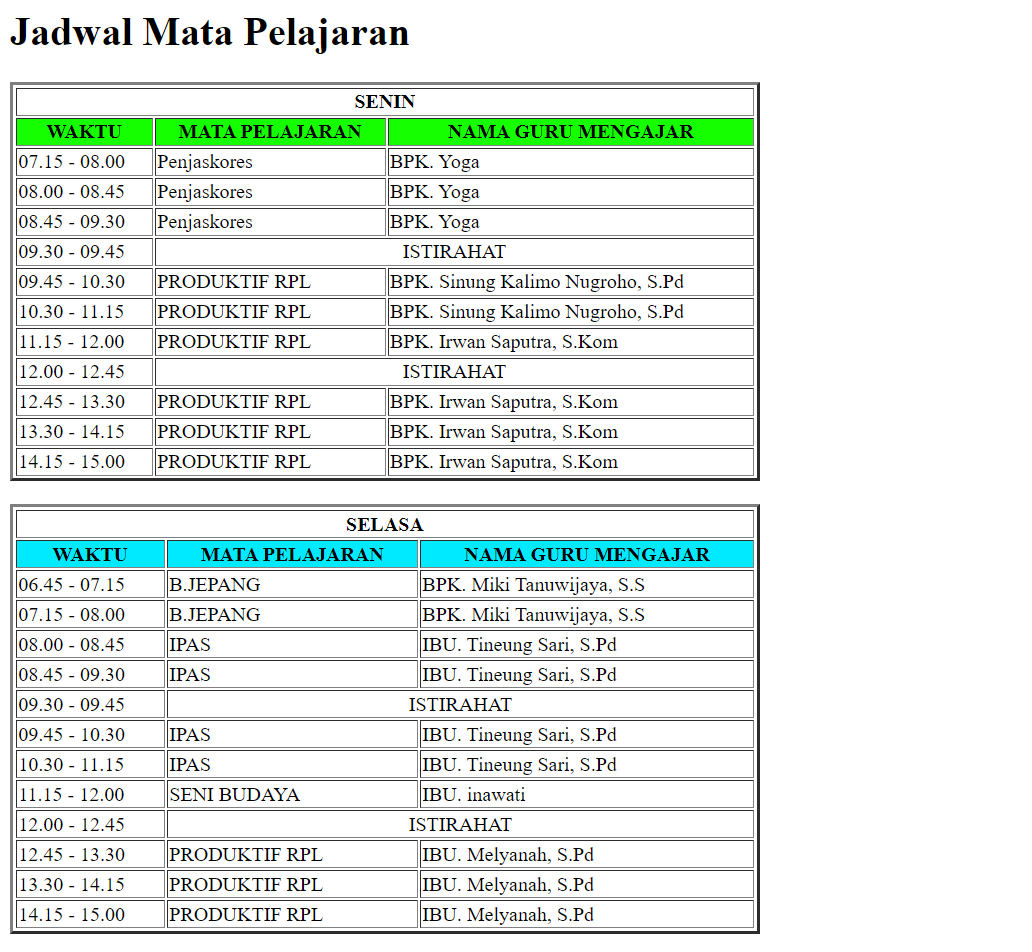 Jadwal Mata Pelajaran
SENIN
WAKTU MATA PELAJARAN NAMA GURU MENGAJAR
07.15 - 08.00 Penjaskores BPK. Yoga
08.00 - 08.45 Penjaskores BPK. Yoga
08.45 - 09.30 Penjaskores BPK. Yoga
09.30 - 09.45 ISTIRAHAT
09.45 - 10.30 PRODUKTIF RPL BPK. Sinung Kalimo Nugroho, S.Pd
10.30 - 11.15 PRODUKTIF RPL BPK. Sinung Kalimo Nugroho, S.Pd
11.15 - 12.00 PRODUKTIF RPL BPK. Irwan Saputra, S.Kom
12.00 - 12.45 ISTIRAHAT
12.45 - 13.30 PRODUKTIF RPL BPK. Irwan Saputra, S.Kom
13.30 - 14.15 PRODUKTIF RPL BPK. Irwan Saputra, S.Kom
14.15 - 15.00 PRODUKTIF RPL BPK. Irwan Saputra, S.Kom
SELASA
WAKTU MATA PELAJARAN NAMA GURU MENGAJAR
06.45 - 07.15 B.JEPANG BPK. Miki Tanuwijaya, S.S
07.15 - 08.00 B.JEPANG BPK. Miki Tanuwijaya, S.S
08.00 - 08.45 IPAS IBU. Tineung Sari, S.Pd
08.45 - 09.30 IPAS IBU. Tineung Sari, S.Pd
09.30 - 09.45 ISTIRAHAT
09.45 - 10.30 IPAS IBU. Tineung Sari, S.Pd
10.30 - 11.15 IPAS IBU. Tineung Sari, S.Pd
11.15 - 12.00 SENI BUDAYA IBU. inawati
12.00 - 12.45 ISTIRAHAT
12.45 - 13.30 PRODUKTIF RPL IBU. Melyanah, S.Pd
13.30 - 14.15 PRODUKTIF RPL IBU. Melyanah, S.Pd
14.15 - 15.00 PRODUKTIF RPL IBU. Melyanah, S.Pd